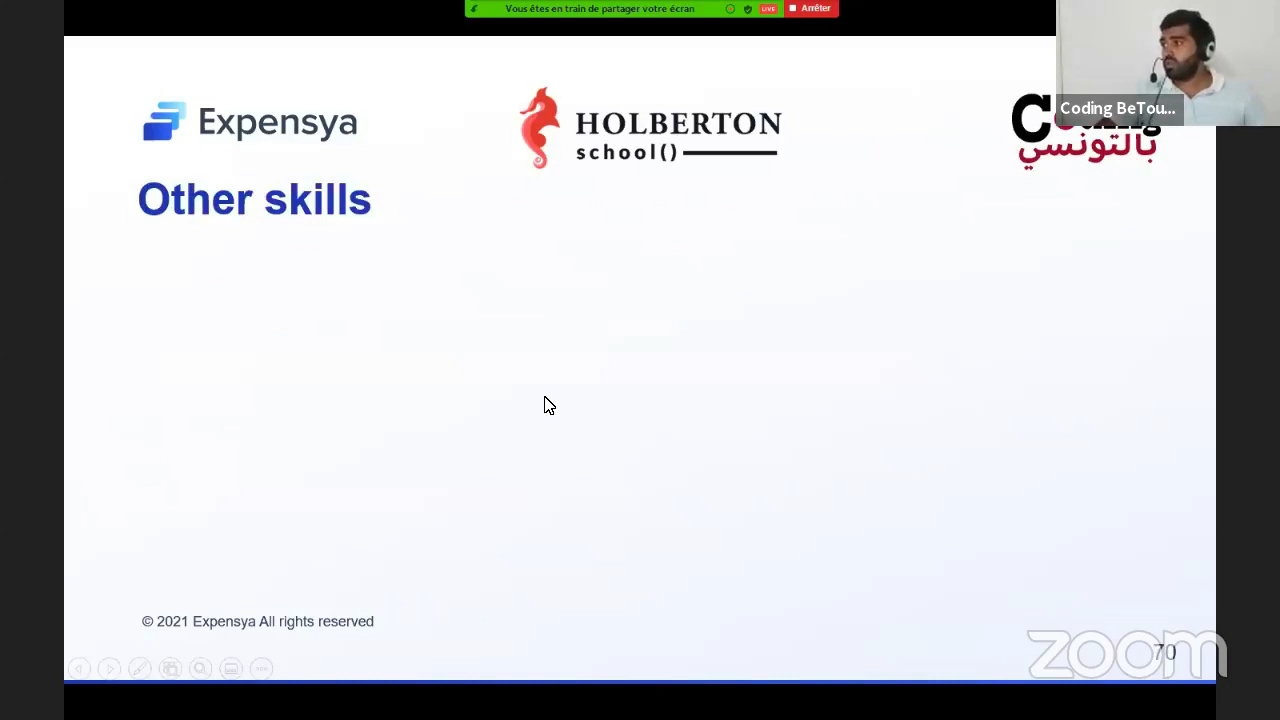 Vous êtes en train de partager votre écran
LIVE
Arrêter
Expensya
HOLBERTON
school()
Coding BeTou...
بالتونسي
Other skills
© 2021 Expensya All rights reserved
zoom
70